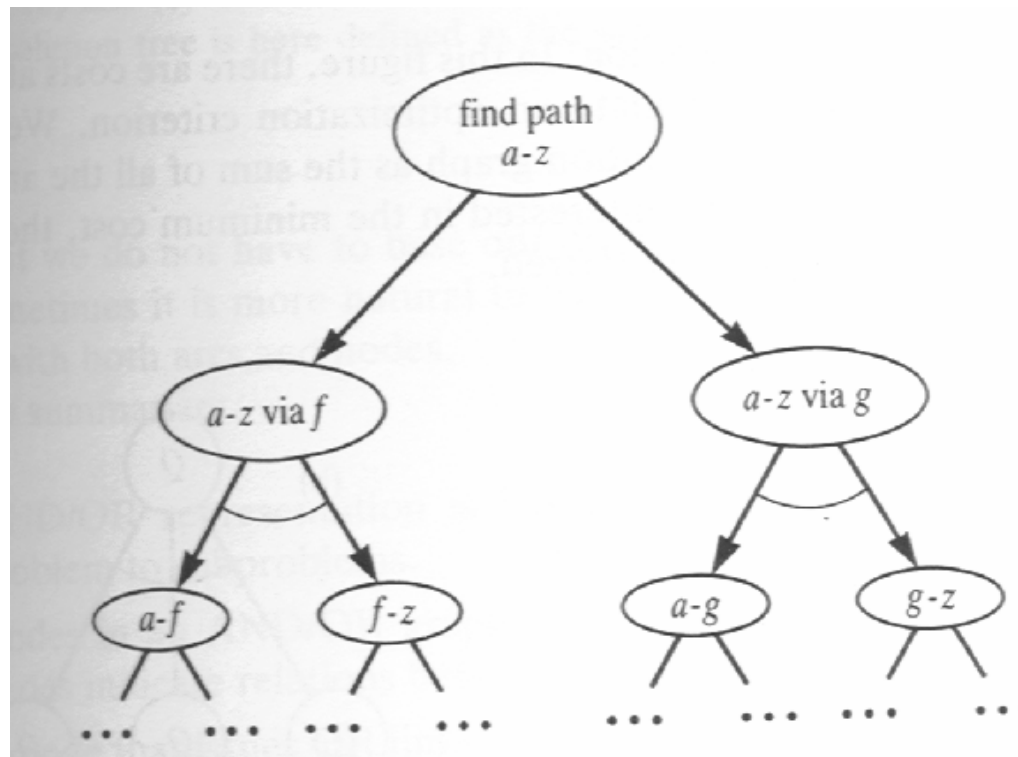 find path
a-z
a-z via f
a-z via g
a-f
f-z
a-g
g-z
... ... ... ... ... ... ... ..